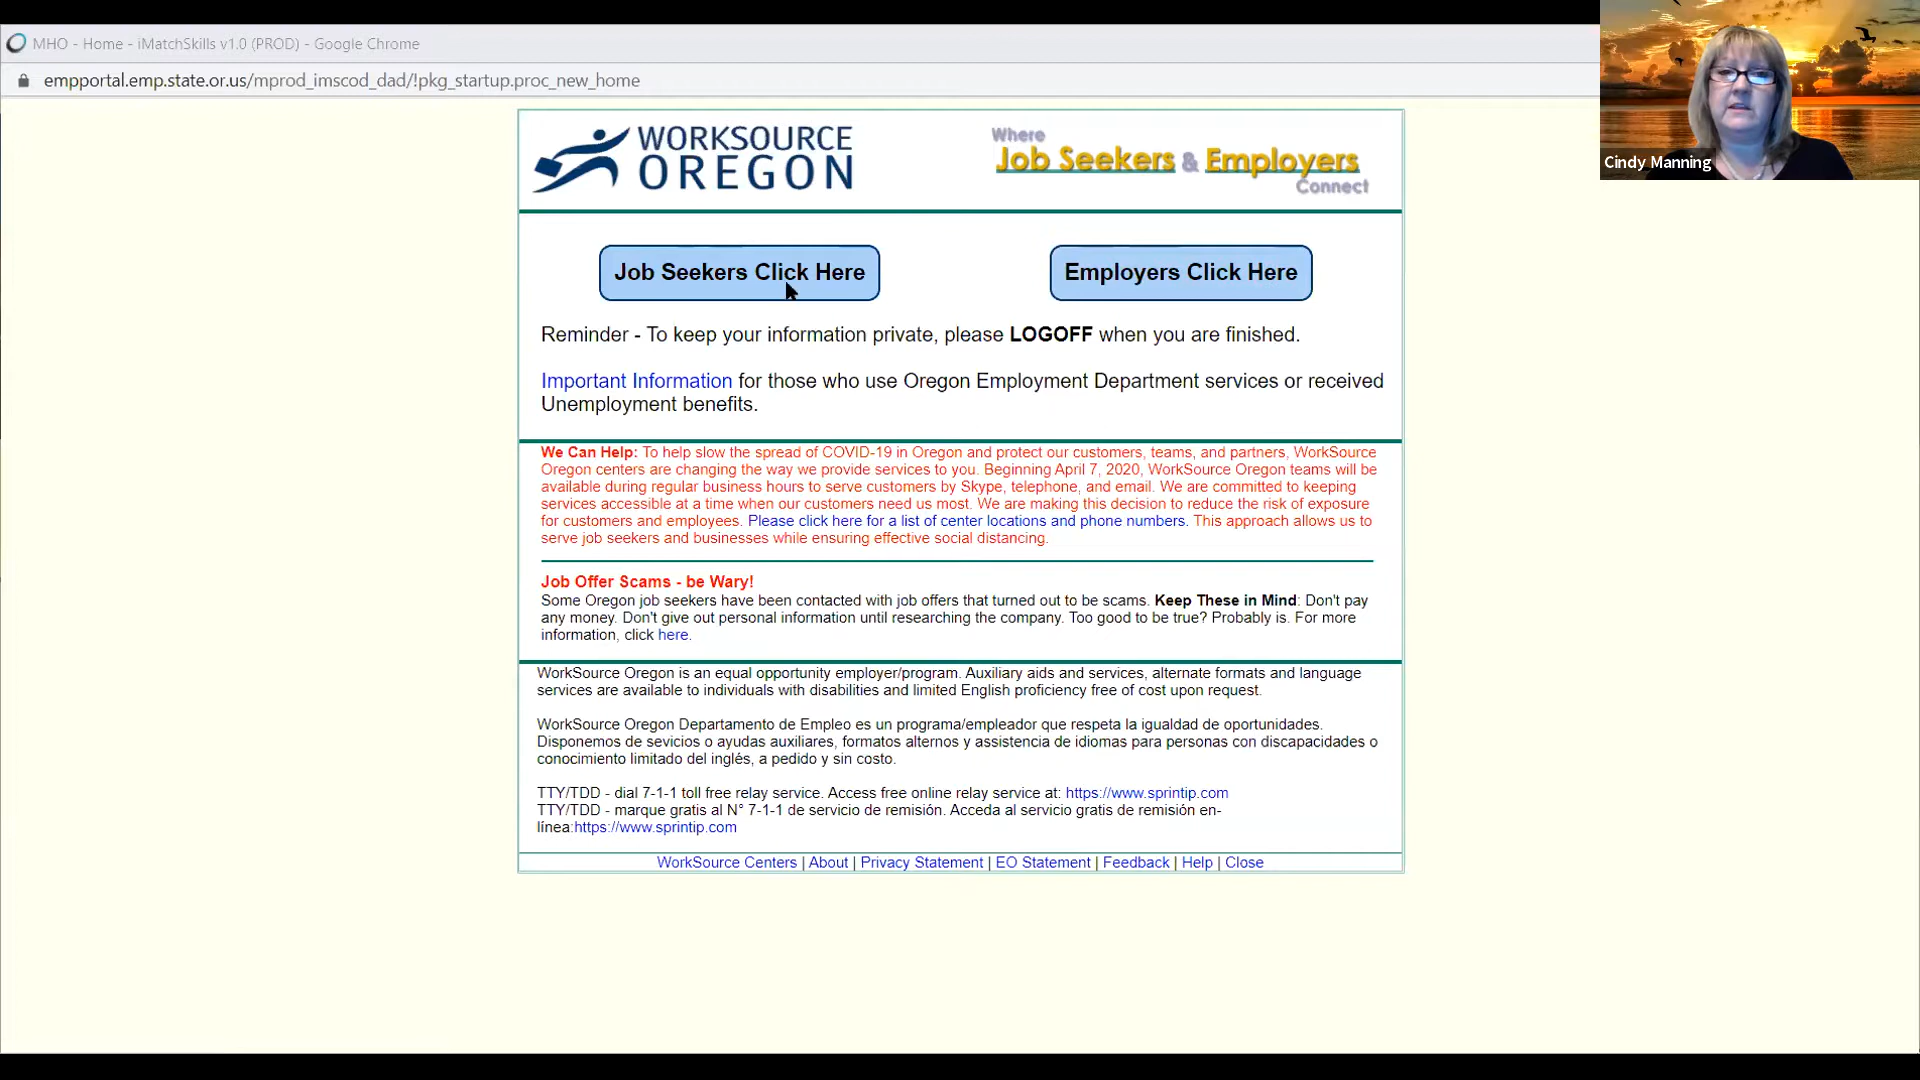 MHO - Home - iMatchSkills v1.0 (PROD) - Google Chrome
empportal.emp.state.or.us/mprod_imscod_dad/!pkg_startup.proc_new_home
Cindy Manning
WORKSOURCE
OREGON
Where
Job Seekers & Employers
Connect
Job Seekers Click Here
Employers Click Here
Reminder - To keep your information private, please LOGOFF when you are finished.
Important Information for those who use Oregon Employment Department services or received
Unemployment benefits.
We Can Help: To help slow the spread of COVID-19 in Oregon and protect our customers, teams, and partners, WorkSource
Oregon centers are changing the way we provide services to you. Beginning April 7, 2020, WorkSource Oregon teams will be
available during regular business hours to serve customers by Skype, telephone, and email. We are committed to keeping
services accessible at a time when our customers need us most. We are making this decision to reduce the risk of exposure
for customers and employees. Please click here for a list of center locations and phone numbers. This approach allows us to
serve job seekers and businesses while ensuring effective social distancing.
Job Offer Scams - be Wary!
Some Oregon job seekers have been contacted with job offers that turned out to be scams. Keep These in Mind: Don't pay
any money. Don't give out personal information until researching the company. Too good to be true? Probably is. For more
information, click here.
WorkSource Oregon is an equal opportunity employer/program. Auxiliary aids and services, alternate formats and language
services are available to individuals with disabilities and limited English proficiency free of cost upon request.
WorkSource Oregon Departamento de Empleo es un programa/empleador que respeta la igualdad de oportunidades.
Disponemos de sevicios o ayudas auxiliares, formatos alternos y assistencia de idiomas para personas con discapacidades o
conocimiento limitado del inglés, a pedido y sin costo.
TTY/TDD - dial 7-1-1 toll free relay service. Access free online relay service at: https://www.sprintip.com
TTY/TDD - marque gratis al N° 7-1-1 de servicio de remisión. Acceda al servicio gratis de remisión en-
línea:https://www.sprintip.com
WorkSource Centers | About | Privacy Statement | EO Statement | Feedback | Help | Close